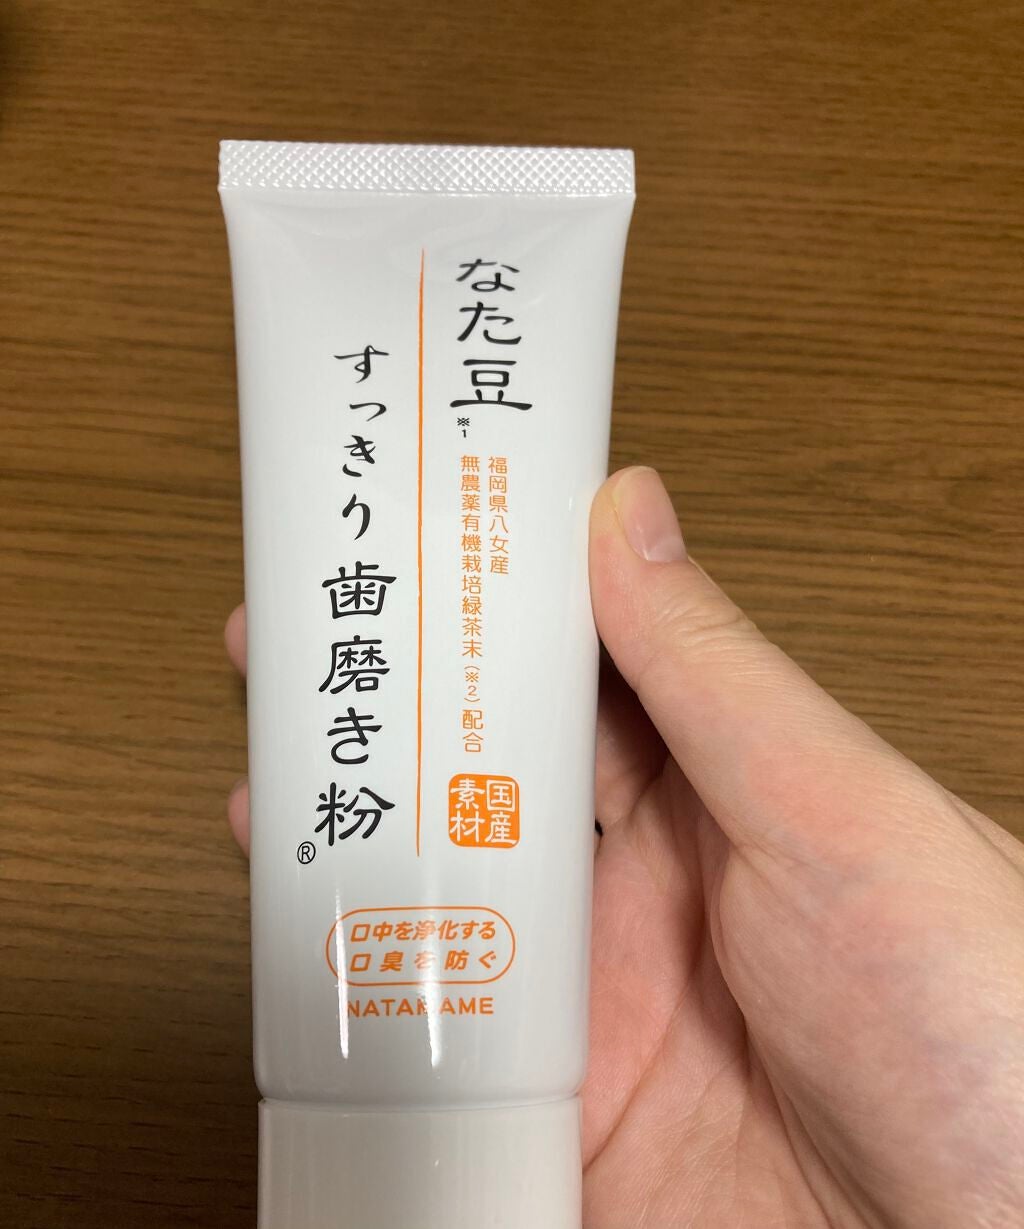 なた豆
※1
福岡県八女産
無農薬有機栽培緑茶末(※2)配合
国産
素材
すっきり歯磨き粉®
口中を浄化する
口臭を防ぐ
NATAMAME